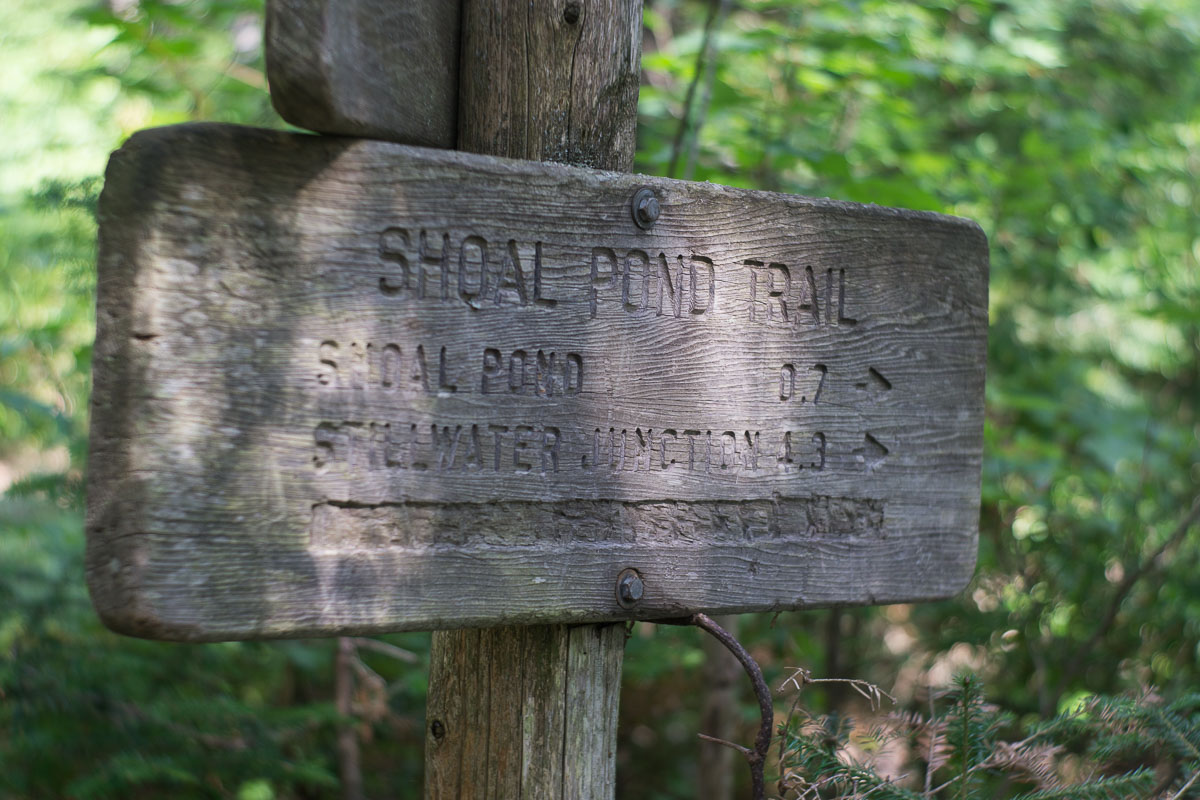 SHOAL POND TRAIL
SHOAL POND 0.7 →
STILLWATER JUNCTION 4.3 →